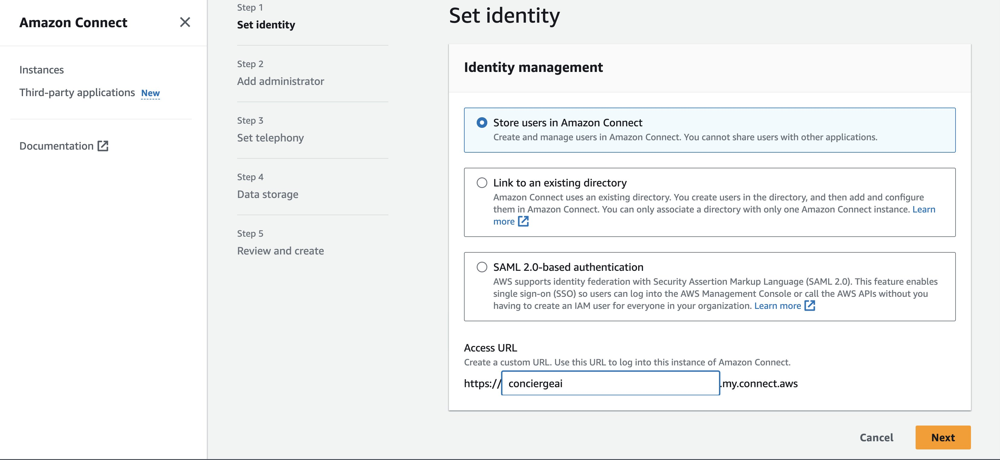 Amazon Connect
Instances
Third-party applications New
Documentation
Step 1
Set identity
Step 2
Add administrator
Step 3
Set telephony
Step 4
Data storage
Step 5
Review and create
Set identity
Identity management
Store users in Amazon Connect
Create and manage users in Amazon Connect. You cannot share users with other applications.
Link to an existing directory
Amazon Connect uses an existing directory. You create users in the directory, and then add and configure
them in Amazon Connect. You can only associate a directory with only one Amazon Connect instance. Learn
more
SAML 2.0-based authentication
AWS supports identity federation with Security Assertion Markup Language (SAML 2.0). This feature enables
single sign-on (SSO) so users can log into the AWS Management Console or call the AWS APIs without you
having to create an IAM user for everyone in your organization. Learn more
Access URL
Create a custom URL. Use this URL to log into this instance of Amazon Connect.
https:// conciergeai .my.connect.aws
Cancel Next